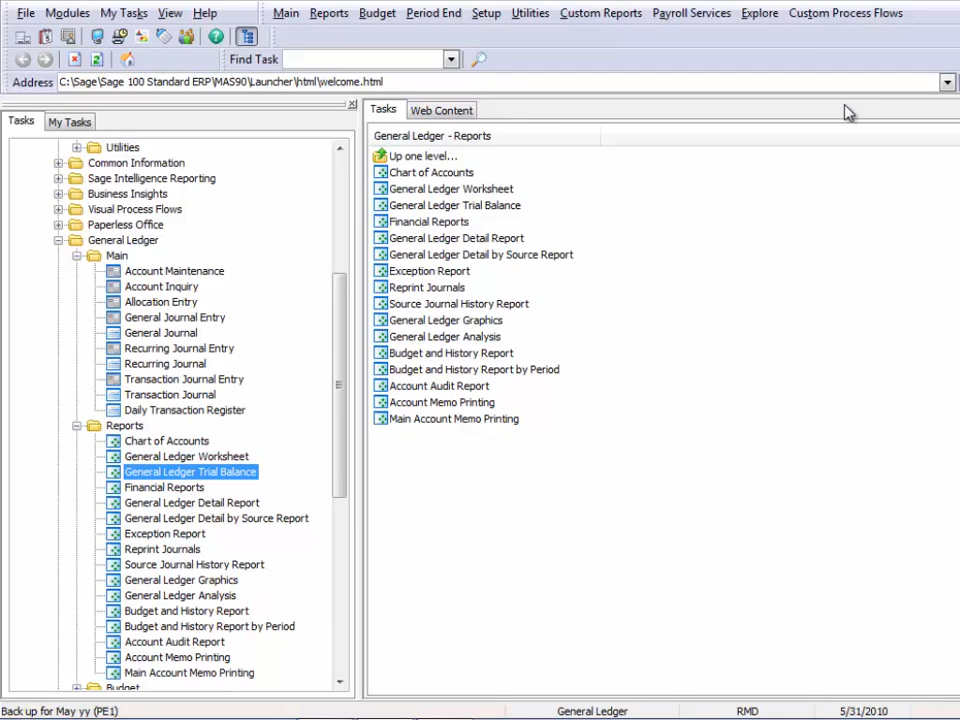 File Modules My Tasks View Help Main Reports Budget Period End Setup Utilities Custom Reports Payroll Services Explore Custom Process Flows
Find Task
Address C:\Sage\Sage 100 Standard ERP\MAS90\Launcher\html\welcome.html
Tasks My Tasks
Utilities
Common Information
Sage Intelligence Reporting
Business Insights
Visual Process Flows
Paperless Office
General Ledger
Main
Account Maintenance
Account Inquiry
Allocation Entry
General Journal Entry
General Journal
Recurring Journal Entry
Recurring Journal
Transaction Journal Entry
Transaction Journal
Daily Transaction Register
Reports
Chart of Accounts
General Ledger Worksheet
General Ledger Trial Balance
Financial Reports
General Ledger Detail Report
General Ledger Detail by Source Report
Exception Report
Reprint Journals
Source Journal History Report
General Ledger Graphics
General Ledger Analysis
Budget and History Report
Budget and History Report by Period
Account Audit Report
Account Memo Printing
Main Account Memo Printing
Budget
Tasks Web Content
General Ledger - Reports
Up one level...
Chart of Accounts
General Ledger Worksheet
General Ledger Trial Balance
Financial Reports
General Ledger Detail Report
General Ledger Detail by Source Report
Exception Report
Reprint Journals
Source Journal History Report
General Ledger Graphics
General Ledger Analysis
Budget and History Report
Budget and History Report by Period
Account Audit Report
Account Memo Printing
Main Account Memo Printing
Back up for May yy (PE1) General Ledger RMD 5/31/2010